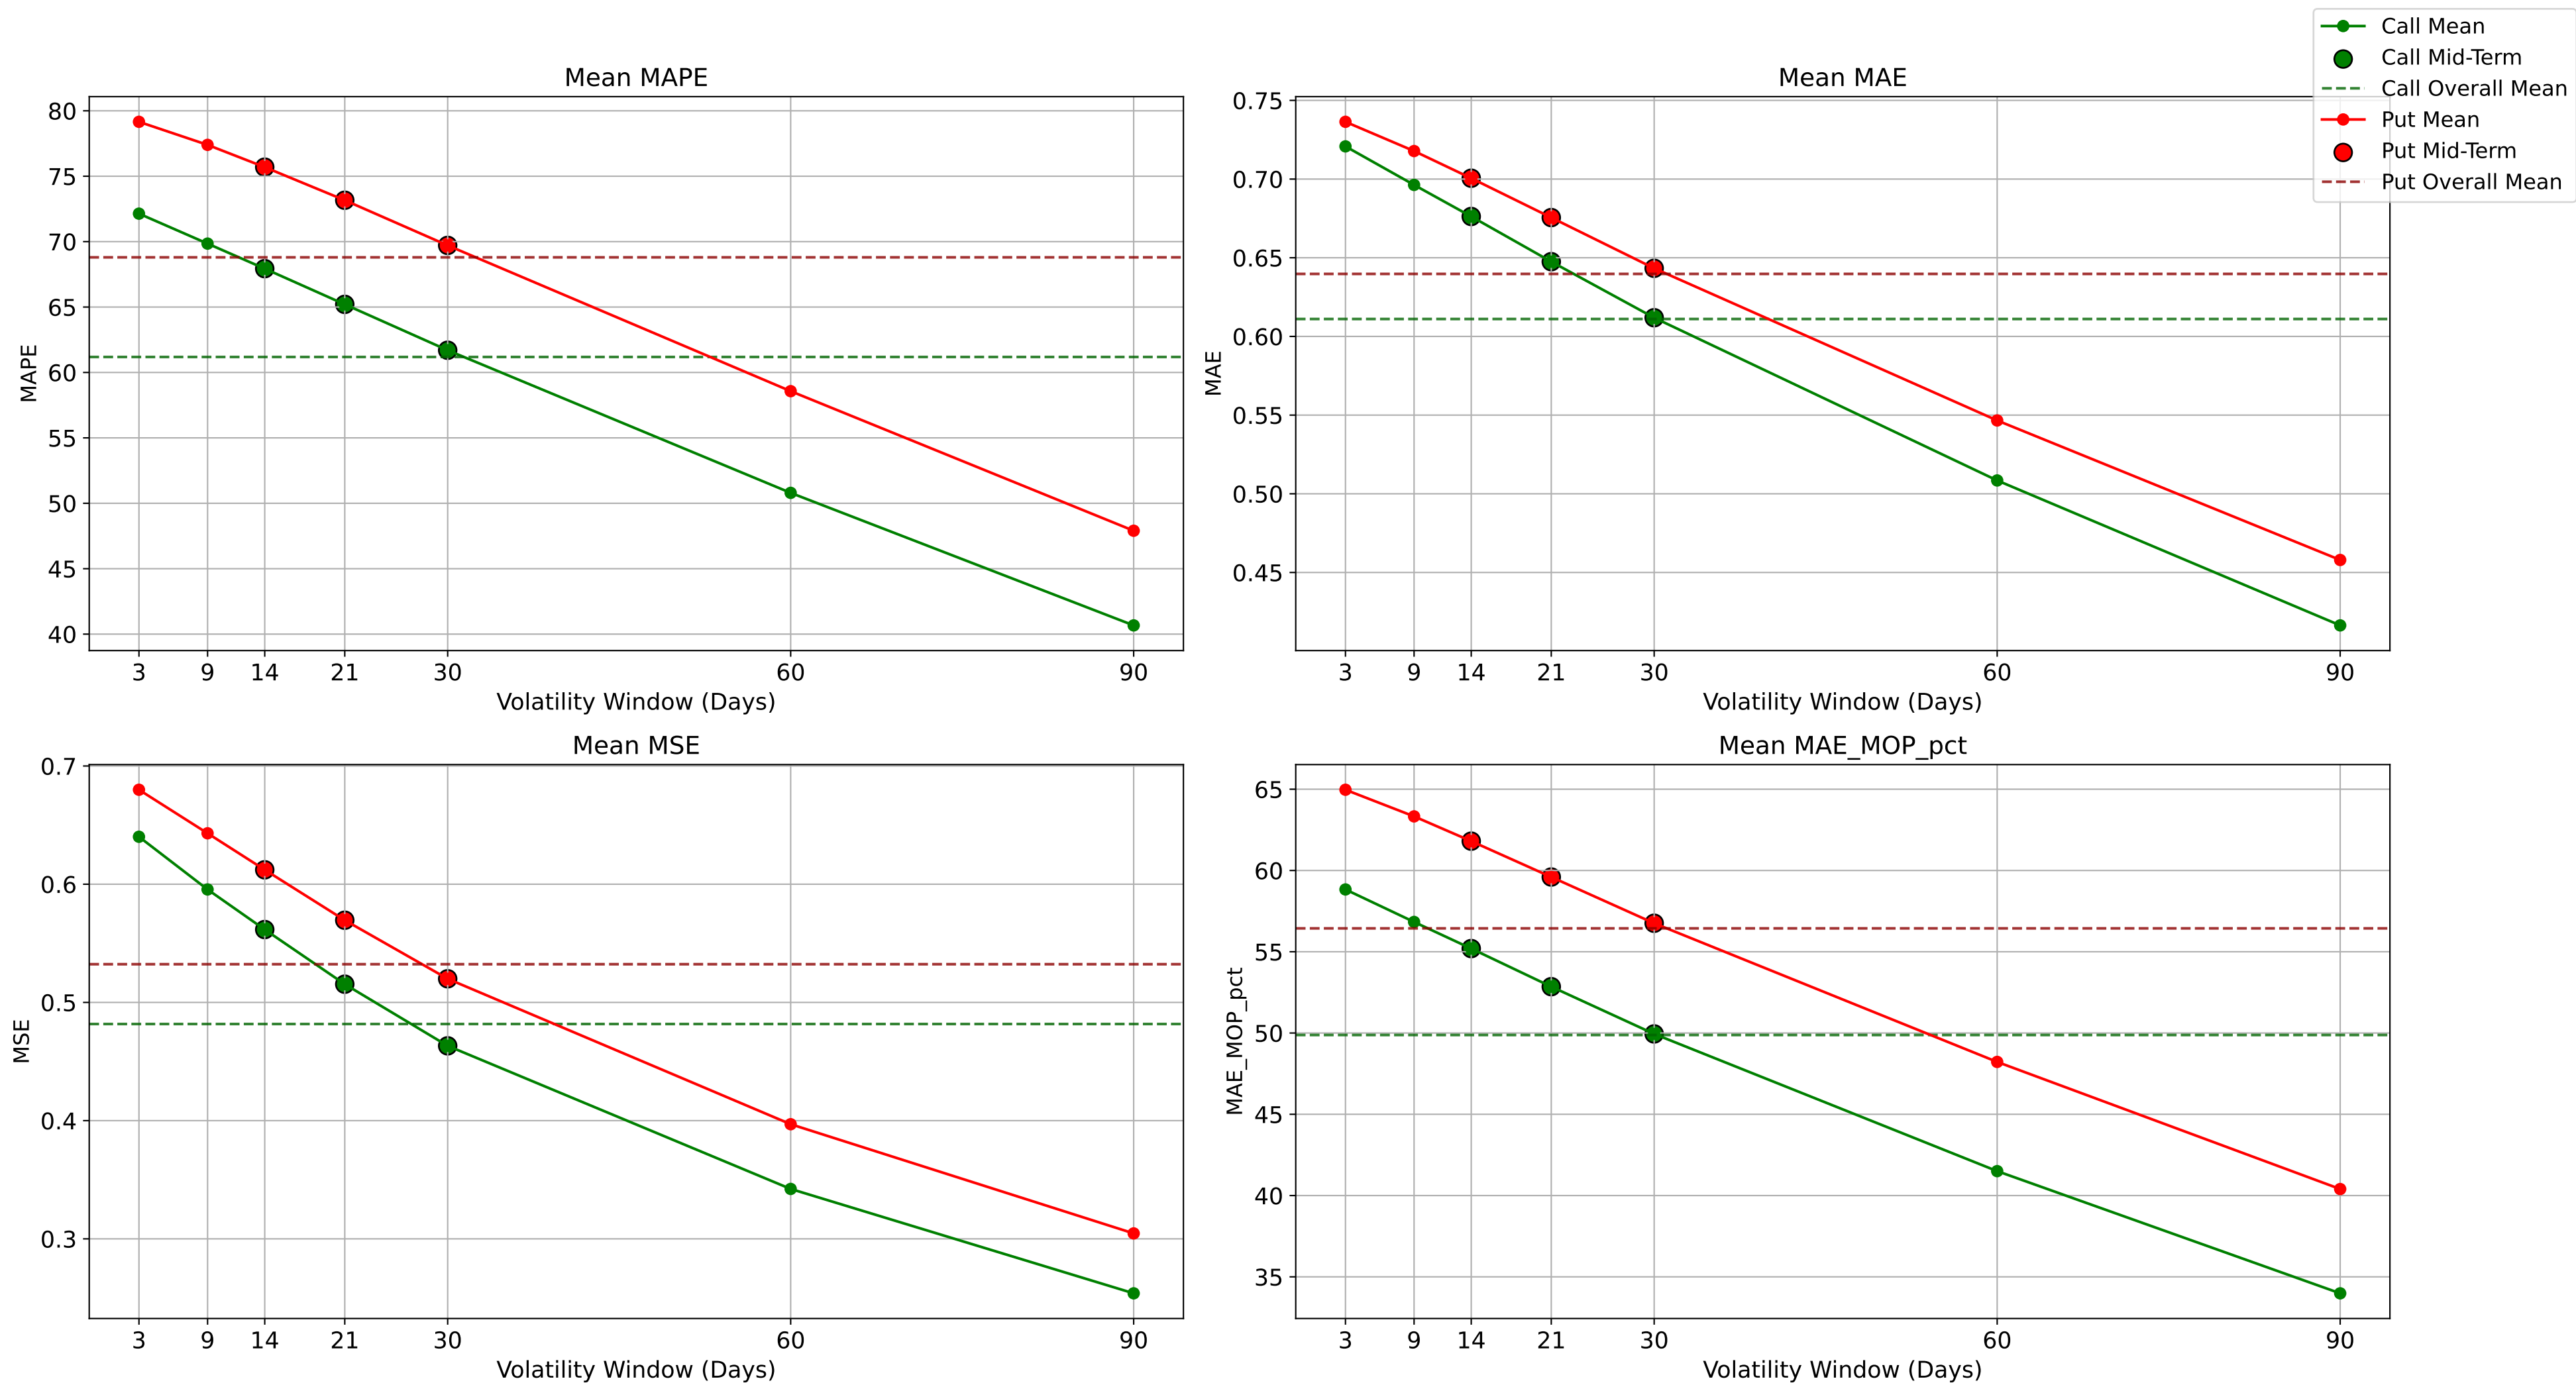 Call Mean
Call Mid-Term
Call Overall Mean
Put Mean
Put Mid-Term
Put Overall Mean
Mean MAPE
80
75
70
65
60
55
50
45
40
MAPE
3 9 14 21 30 60 90
Volatility Window (Days)
Mean MAE
0.75
0.70
0.65
0.60
0.55
0.50
0.45
MAE
3 9 14 21 30 60 90
Volatility Window (Days)
Mean MSE
0.7
0.6
0.5
0.4
0.3
MSE
3 9 14 21 30 60 90
Volatility Window (Days)
Mean MAE_MOP_pct
65
60
55
50
45
40
35
MAE_MOP_pct
3 9 14 21 30 60 90
Volatility Window (Days)